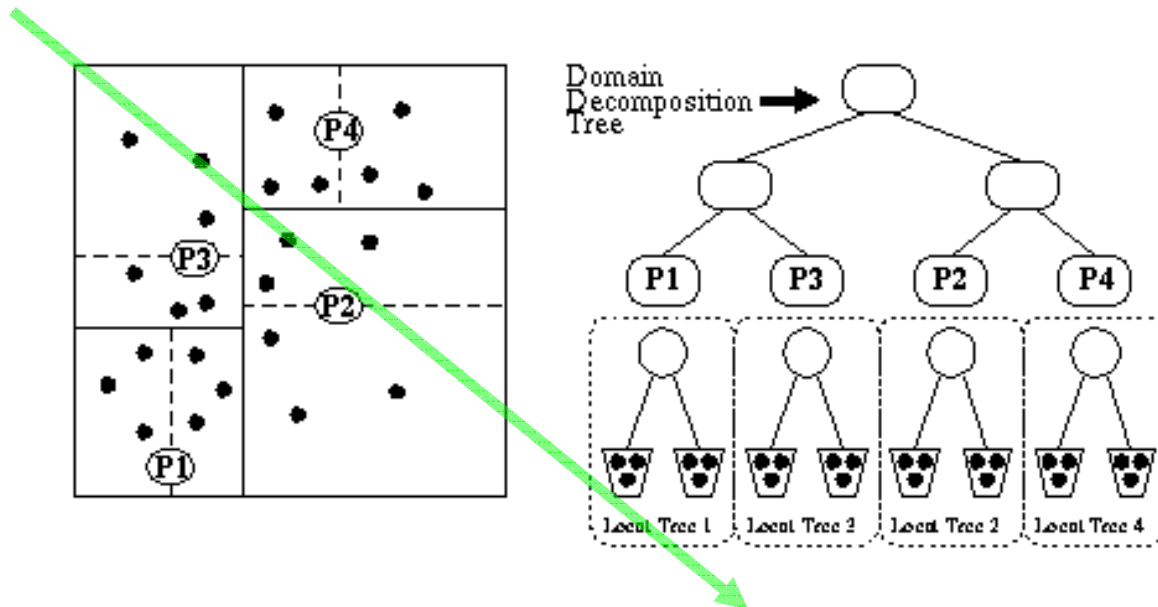 P4
P3
P2
P1
Domain
Decomposition
Tree
P1 P3 P2 P4
Local Tree 1 Local Tree 3 Local Tree 2 Local Tree 4